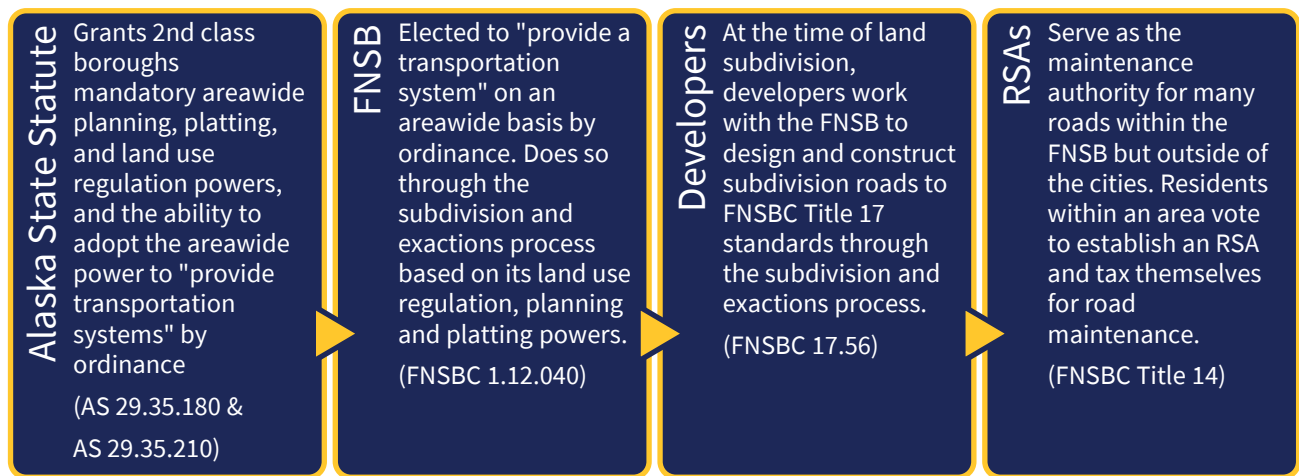 Alaska State Statute
Grants 2nd class
boroughs
mandatory areawide
planning, platting,
and land use
regulation powers,
and the ability to
adopt the areawide
power to "provide
transportation
systems" by
ordinance
(AS 29.35.180 &
AS 29.35.210)
FNSB
Elected to "provide a
transportation
system" on an
areawide basis by
ordinance. Does so
through the
subdivision and
exactions process
based on its land use
regulation, planning
and platting powers.
(FNSBC 1.12.040)
Developers
At the time of land
subdivision,
developers work
with the FNSB to
design and construct
subdivision roads to
FNSBC Title 17
standards through
the subdivision and
exactions process.
(FNSBC 17.56)
RSAs
Serve as the
maintenance
authority for many
roads within the
FNSB but outside of
the cities. Residents
within an area vote
to establish an RSA
and tax themselves
for road
maintenance.
(FNSBC Title 14)